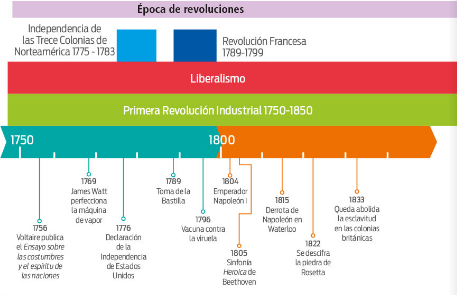 Época de revoluciones
Independencia de
las Trece Colonias de
Norteamérica 1775 - 1783
Revolución Francesa
1789-1799
Liberalismo
Primera Revolución Industrial 1750-1850
1750
1800
1756
Voltaire publica
el Ensayo sobre
las costumbres
y el espíritu de
las naciones
1769
James Watt
perfecciona
la máquina
de vapor
1776
Declaración
de la
Independencia
de Estados
Unidos
1789
Toma de la
Bastilla
1796
Vacuna contra
la viruela
1804
Emperador
Napoleón I
1805
Sinfonía
Heroica de
Beethoven
1815
Derrota de
Napoleón en
Waterloo
1822
Se descifra
la piedra de
Rosetta
1833
Queda abolida
la esclavitud
en las colonias
británicas